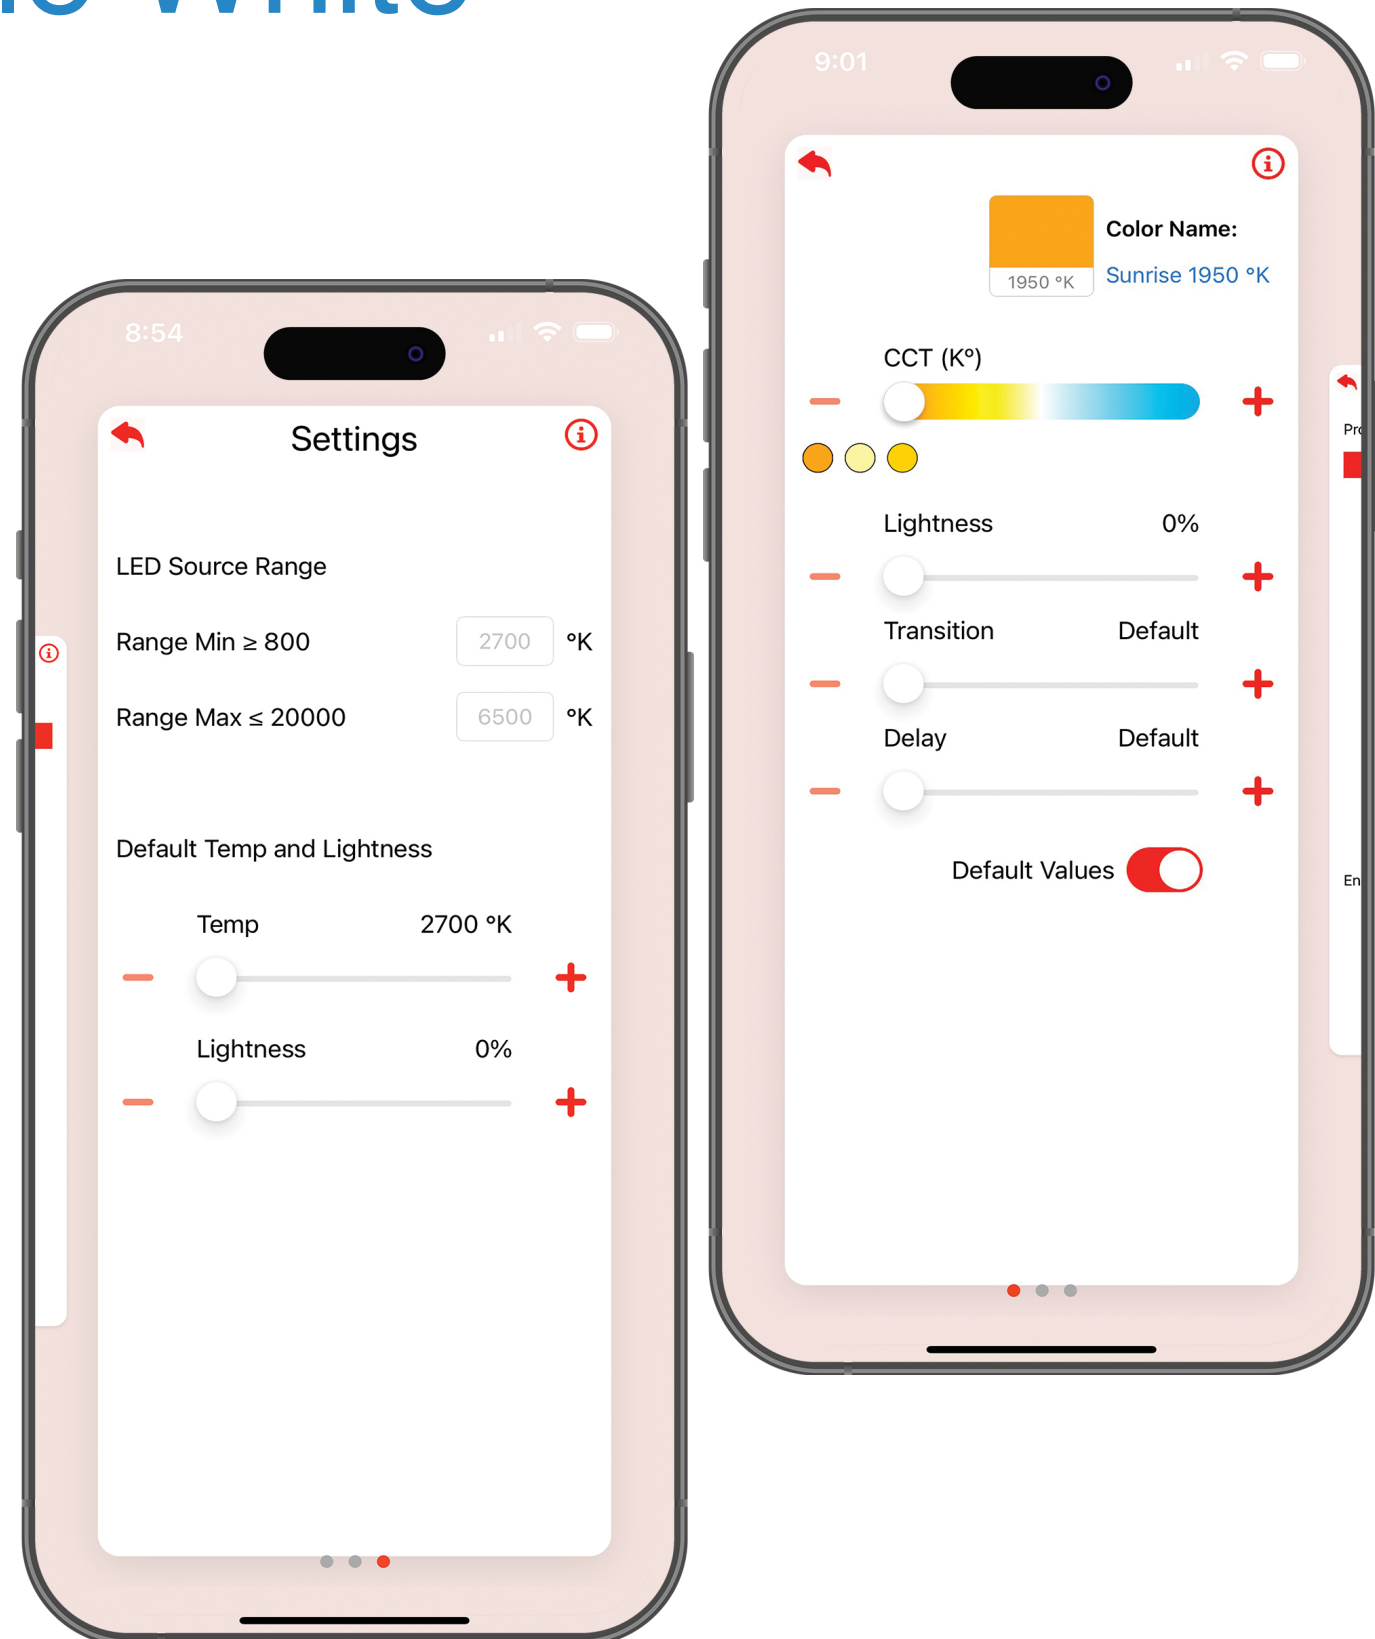 White
8:54
Settings
LED Source Range
Range Min ≥ 800 2700 °K
Range Max ≤ 20000 6500 °K
Default Temp and Lightness
Temp 2700 °K
Lightness 0%
9:01
1950 °K
Color Name:
Sunrise 1950 °K
CCT (K°)
Lightness 0%
Transition Default
Delay Default
Default Values